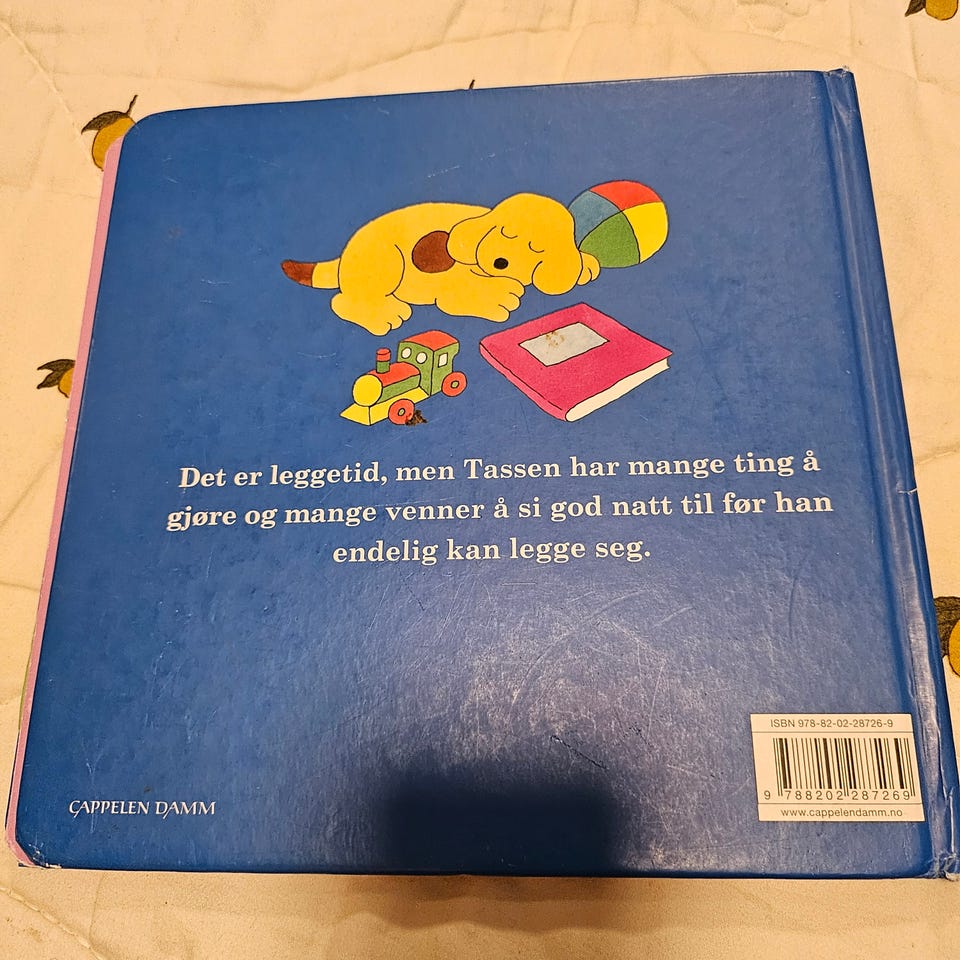 Det er leggetid, men Tassen har mange ting å
gjøre og mange venner å si god natt til før han
endelig kan legge seg.
ISBN 978-82-02-28726-9
9 788202 287269
www.cappelendamm.no
CAPPELEN DAMM